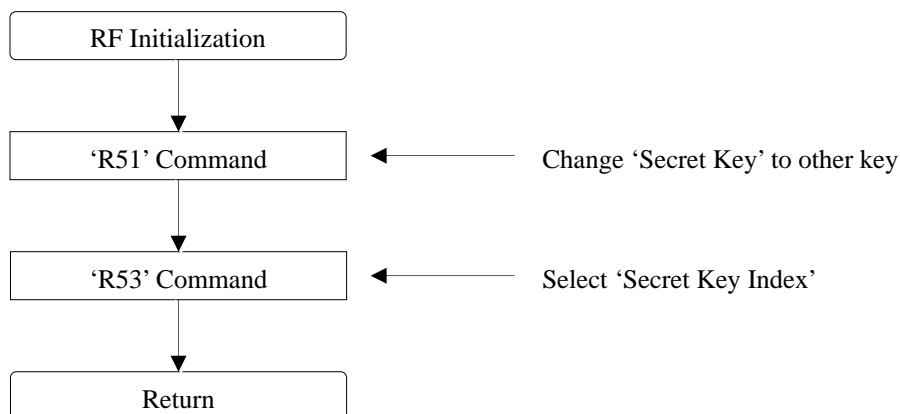 RF Initialization
‘R51’ Command
Change ‘Secret Key’ to other key
‘R53’ Command
Select ‘Secret Key Index’
Return